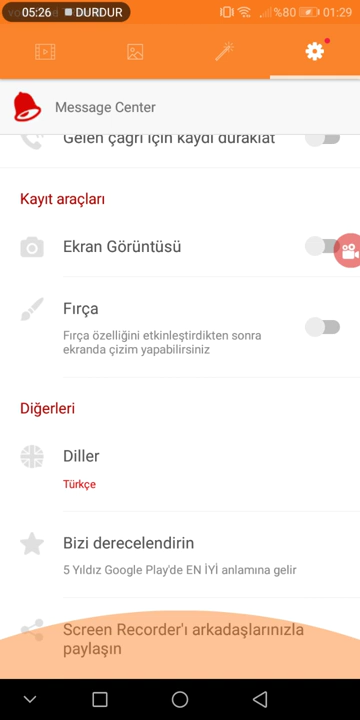 05:26 DURDUR %80 01:29
Message Center
Gelen çağrı için kaydı duraklat
Kayıt araçları
Ekran Görüntüsü
Fırça
Fırça özelliğini etkinleştirdikten sonra
ekranda çizim yapabilirsiniz
Diğerleri
Diller
Türkçe
Bizi derecelendirin
5 Yıldız Google Play'de EN İYİ anlamına gelir
Screen Recorder'ı arkadaşlarınızla
paylaşın